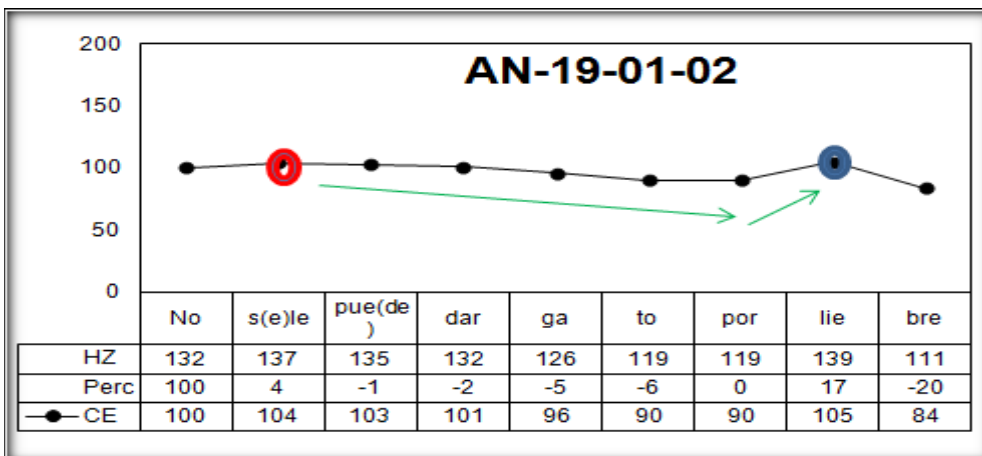 AN-19-01-02
200
150
100
50
0
No s(e)le pue(de) dar ga to por lie bre
HZ 132 137 135 132 126 119 119 139 111
Perc 100 4 -1 -2 -5 -6 0 17 -20
CE 100 104 103 101 96 90 90 105 84